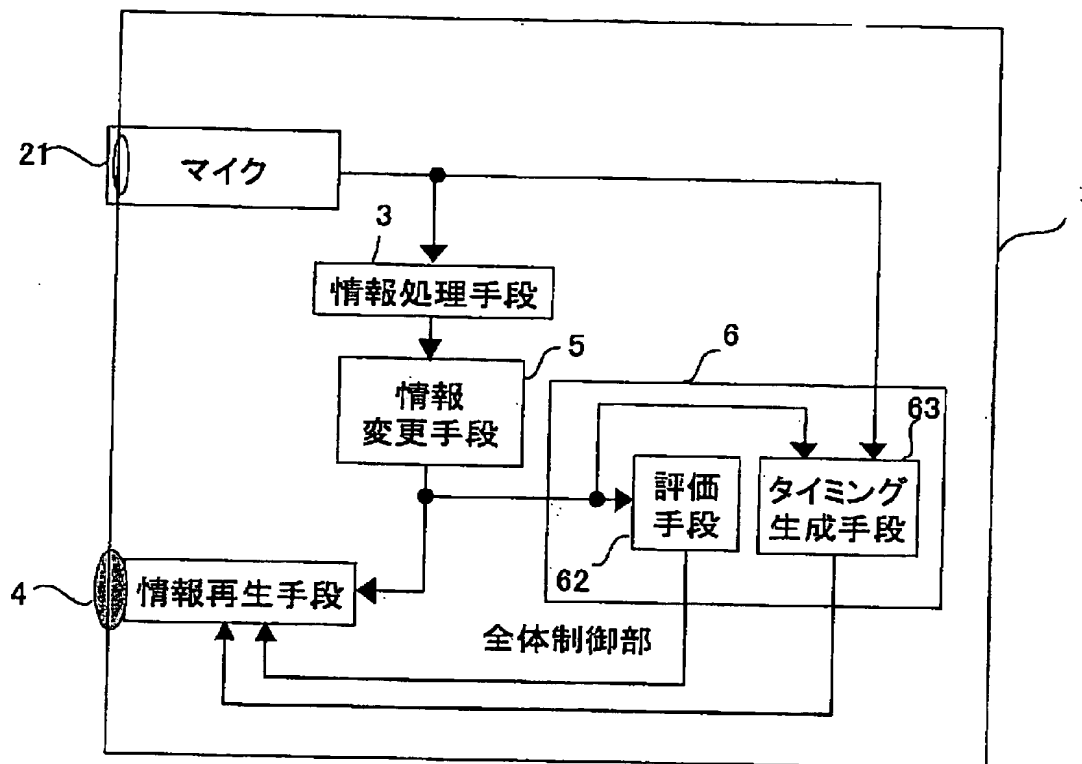 21
マイク
3
情報処理手段
5
情報
変更手段
6
63
評価
手段
タイミング
生成手段
62
4
情報再生手段
全体制御部